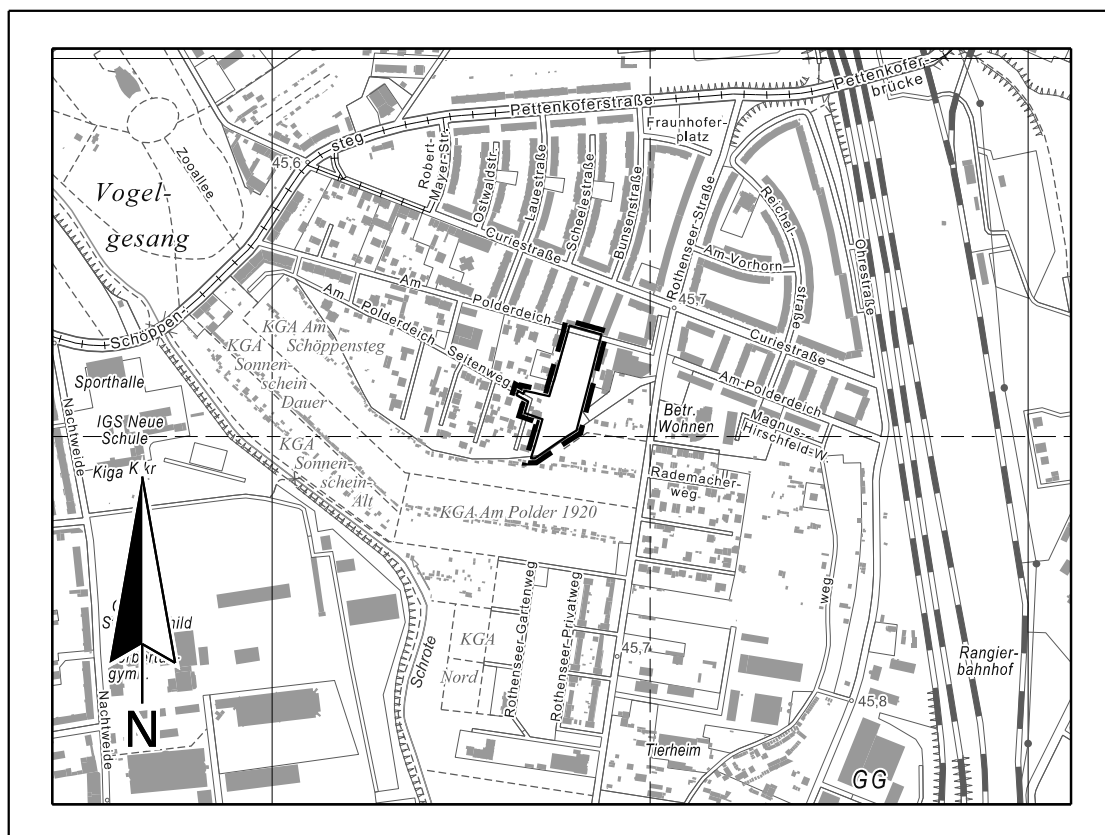 Pettenkoferstraße
Pettenkofer-
brücke
Fraunhofer-
platz
steg
45,6
Zooallee
Vogel-
gesang
Robert-
Mayer-Str.
Ostwaldstr.
Lauestraße
Scheelestraße
Bunsenstraße
Rothenseer-Straße
Reichel-
straße
Am-Vorhorn
Ohrestraße
Curiestraße
45,7
Curiestraße
Am
Polderdeich
Am
Polderdeich
Seitenweg
Am-Polderdeich
Magnus-
Hirschfeld-W.
Betr.
Wohnen
Schöppen-
KGA Am
Schöppensteg
KGA
Sonnen-
schein
Dauer
KGA
Sonnen-
schein-
Alt
KGA Am Polder 1920
Rademacher-
weg
Sporthalle
IGS Neue
Schule
Kiga
Nachtweide
Nachtweide
N
Schrote
KGA
Nord
Rothenseer-Gartenweg
Rothenseer-Privatweg
45,7
weg
45,8
Rangier-
bahnhof
Tierheim
GG